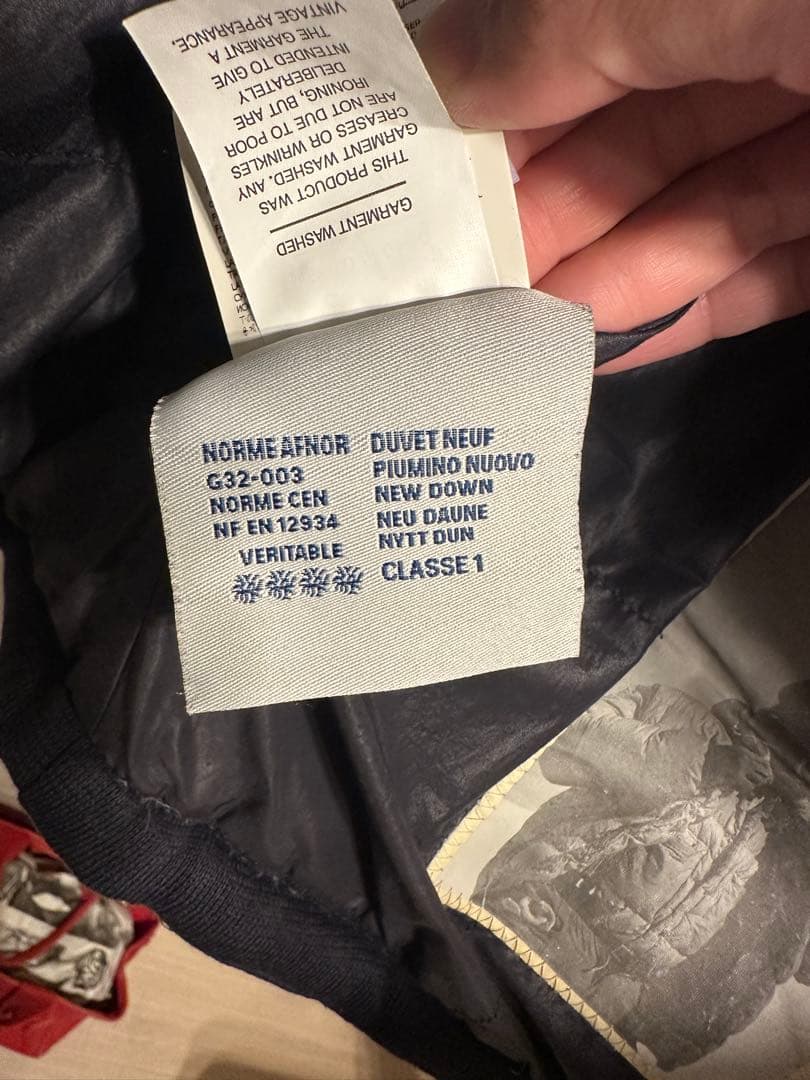 GARMENT WASHED
THIS PRODUCT WAS
GARMENT WASHED. ANY
CREASES OR WRINKLES
ARE NOT DUE TO POOR
IRONING, BUT ARE
DELIBERATELY
INTENDED TO GIVE
THE GARMENT A
VINTAGE APPEARANCE.
NORME AFNOR
G32-003
NORME CEN
NF EN 12934
VERITABLE
DUVET NEUF
PIUMINO NUOVO
NEW DOWN
NEU DAUNE
NYTT DUN
CLASSE 1